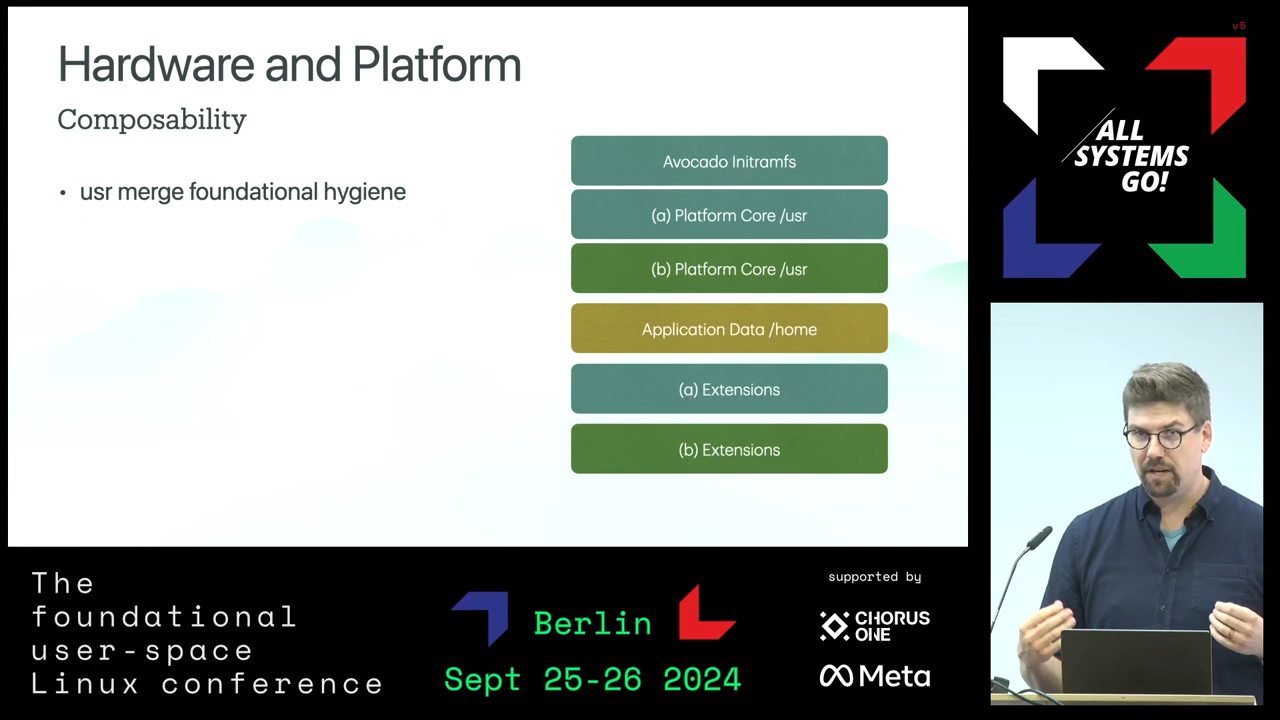 Hardware and Platform
Composability
• usr merge foundational hygiene
Avocado Initramfs
(a) Platform Core /usr
(b) Platform Core /usr
Application Data /home
(a) Extensions
(b) Extensions
v5
ALL
SYSTEMS
GO!
The
foundational
user-space
Linux conference
Berlin
Sept 25-26 2024
supported by
CHORUS
ONE
Meta